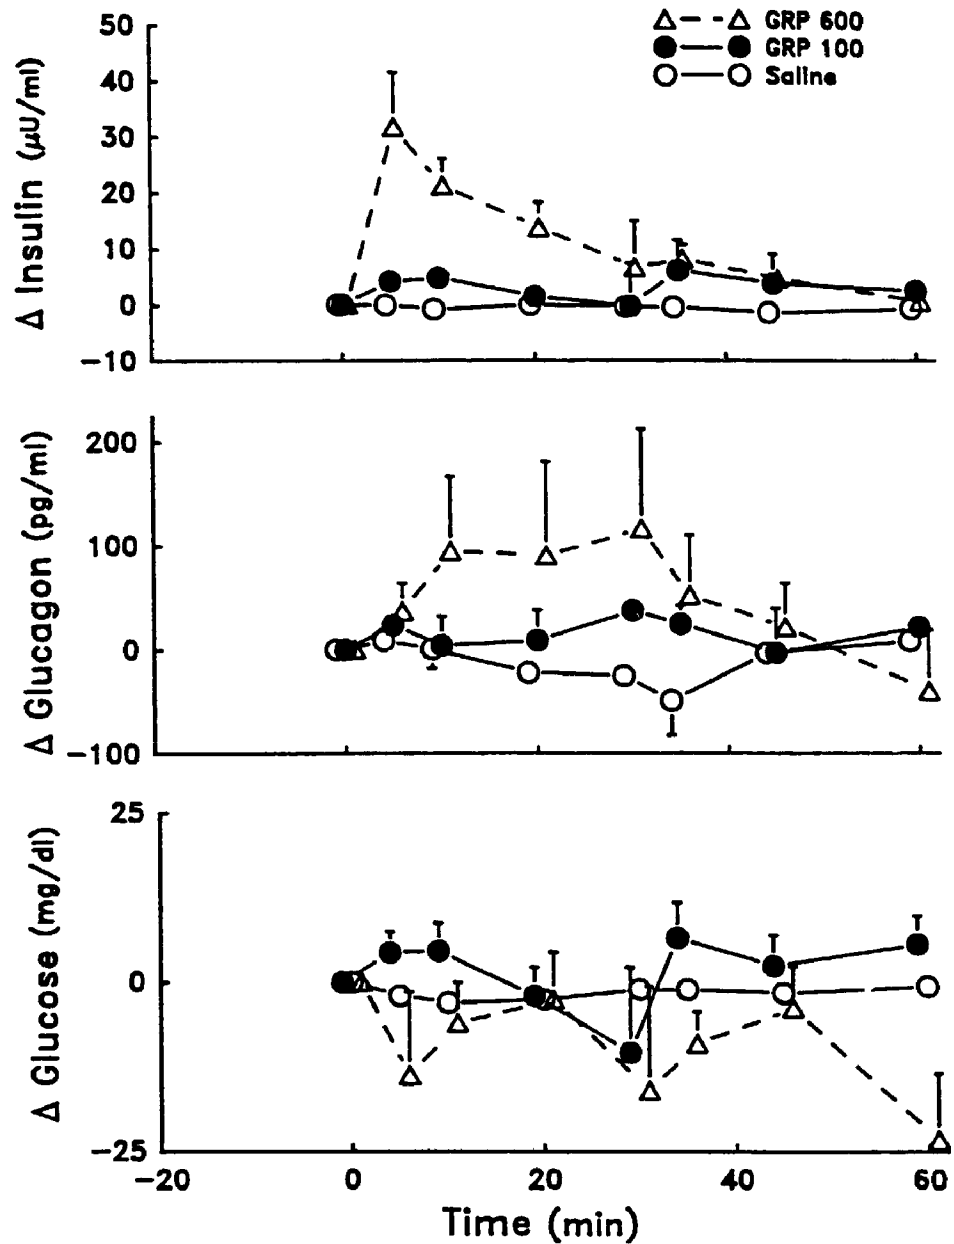 GRP 600
GRP 100
Saline
Δ Insulin (μU/ml)
50
40
30
20
10
0
−10
Δ Glucagon (pg/ml)
200
100
0
−100
Δ Glucose (mg/dl)
25
0
−25
−20 0 20 40 60
Time (min)